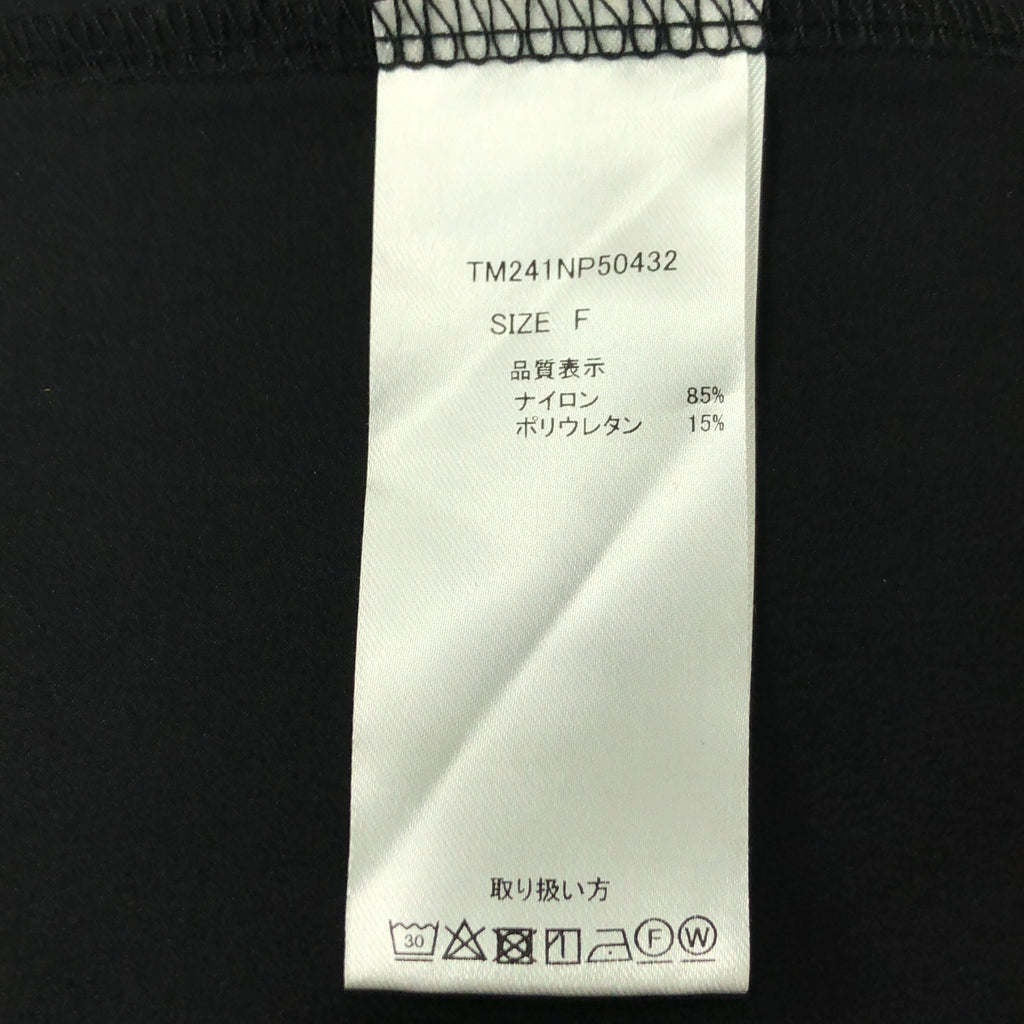 TM241NP50432
SIZE F
品質表示
ナイロン 85%
ポリウレタン 15%
取り扱い方
30 F W